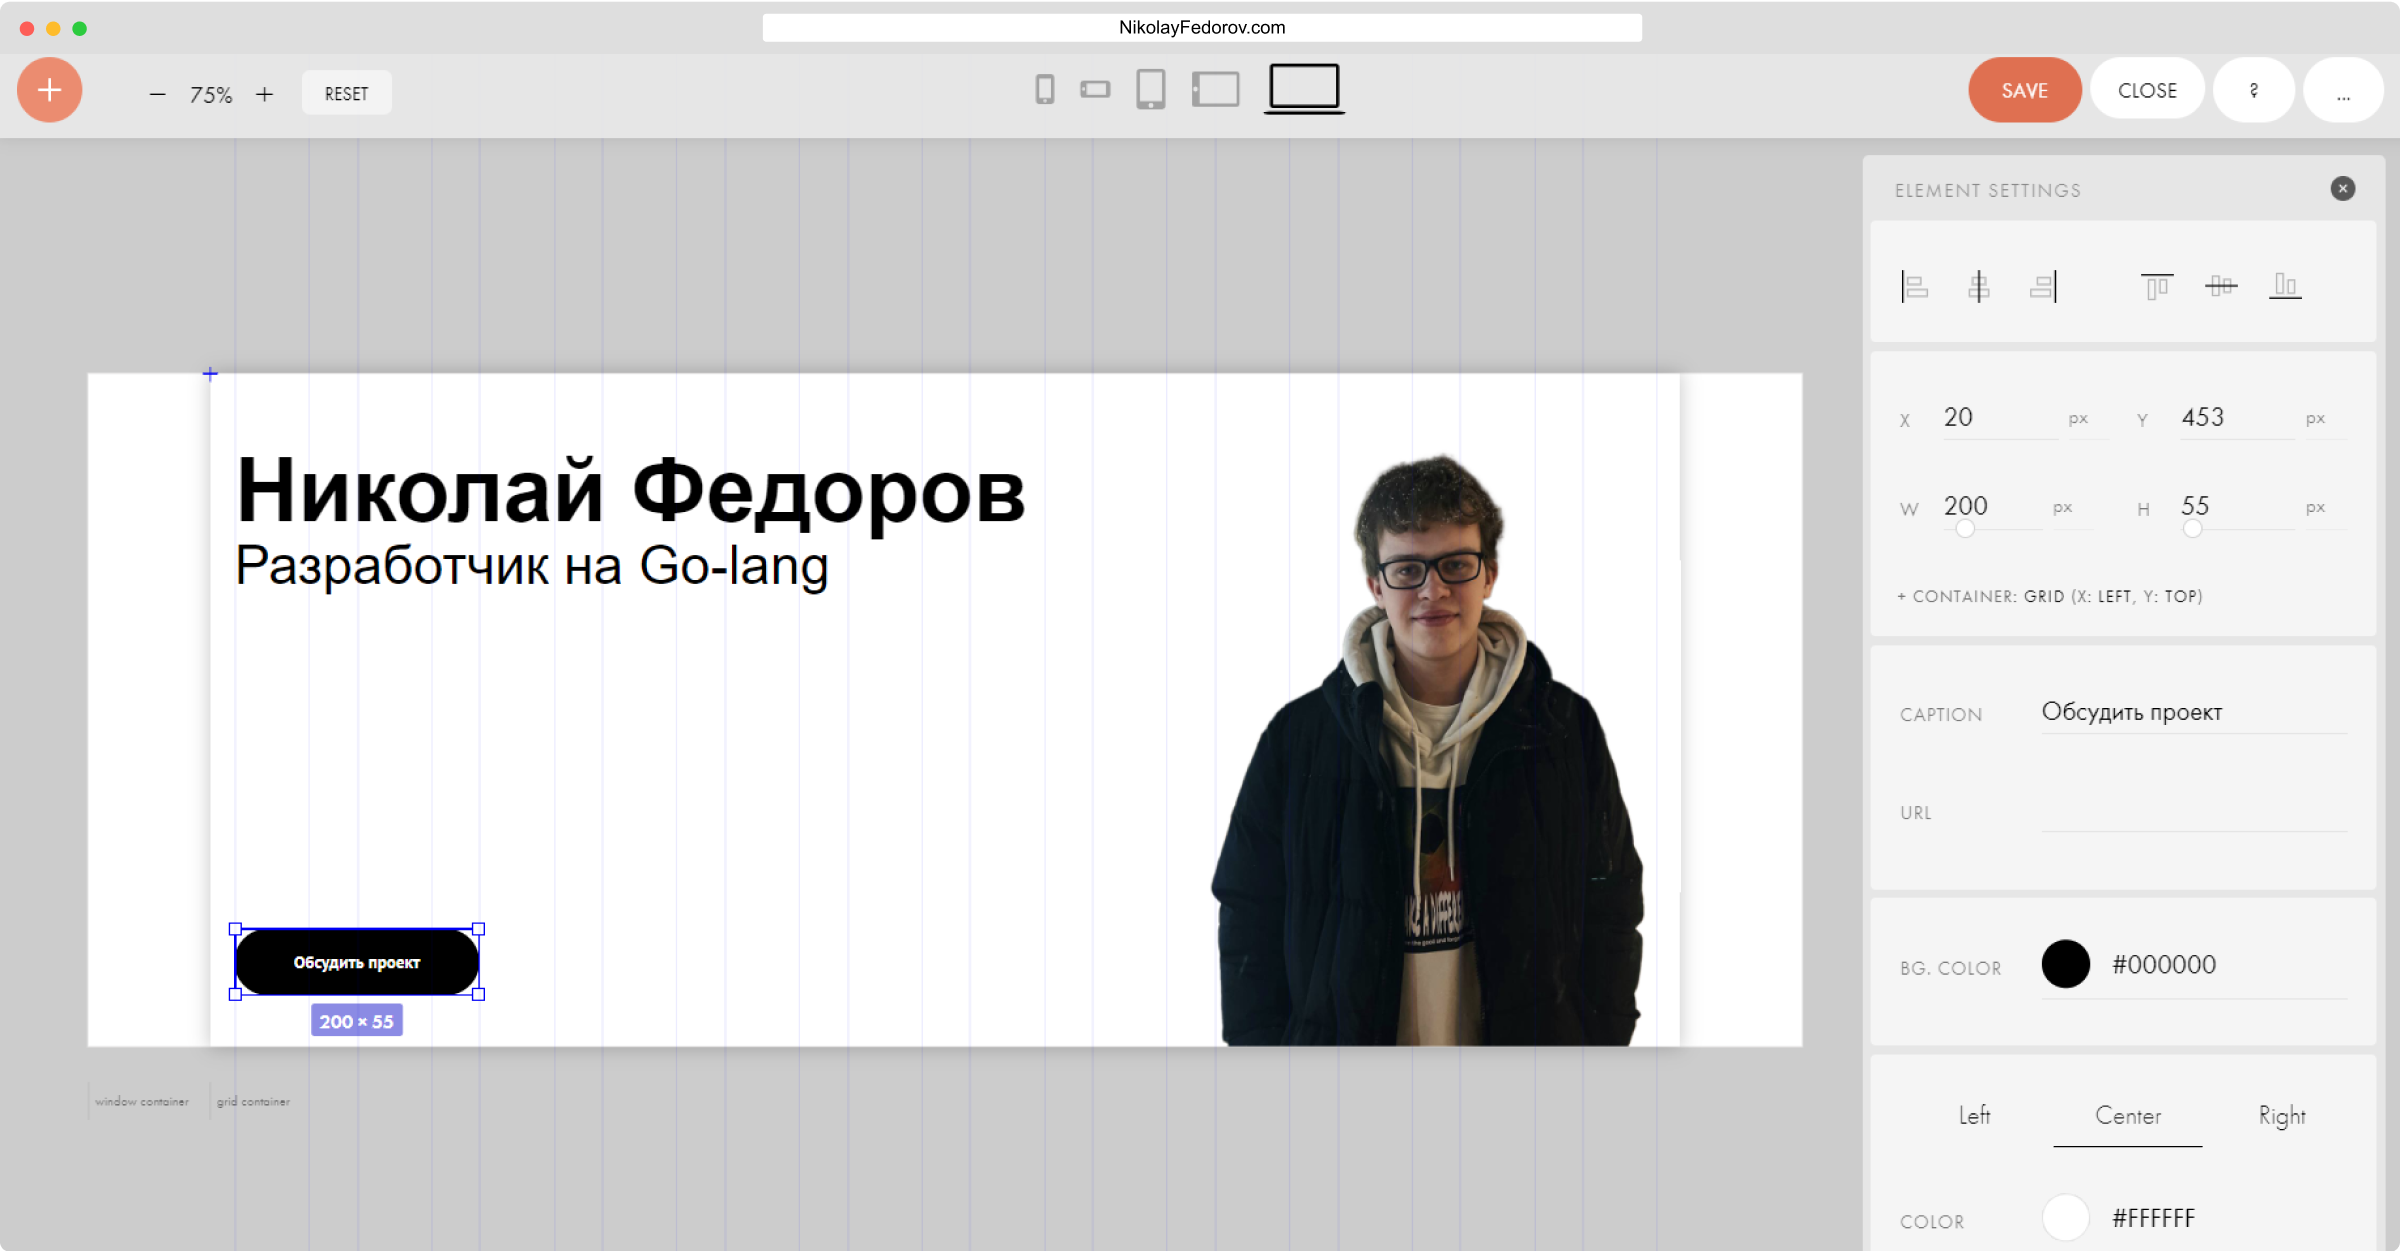 NikolayFedorov.com
75%
RESET
SAVE
CLOSE
?
...
ELEMENT SETTINGS
X 20 px Y 453 px
W 200 px H 55 px
+ CONTAINER: GRID (X: LEFT, Y: TOP)
CAPTION Обсудить проект
URL
BG. COLOR #000000
Left Center Right
COLOR #FFFFFF
Николай Федоров
Разработчик на Go-lang
Обсудить проект
200 × 55
window container
grid container